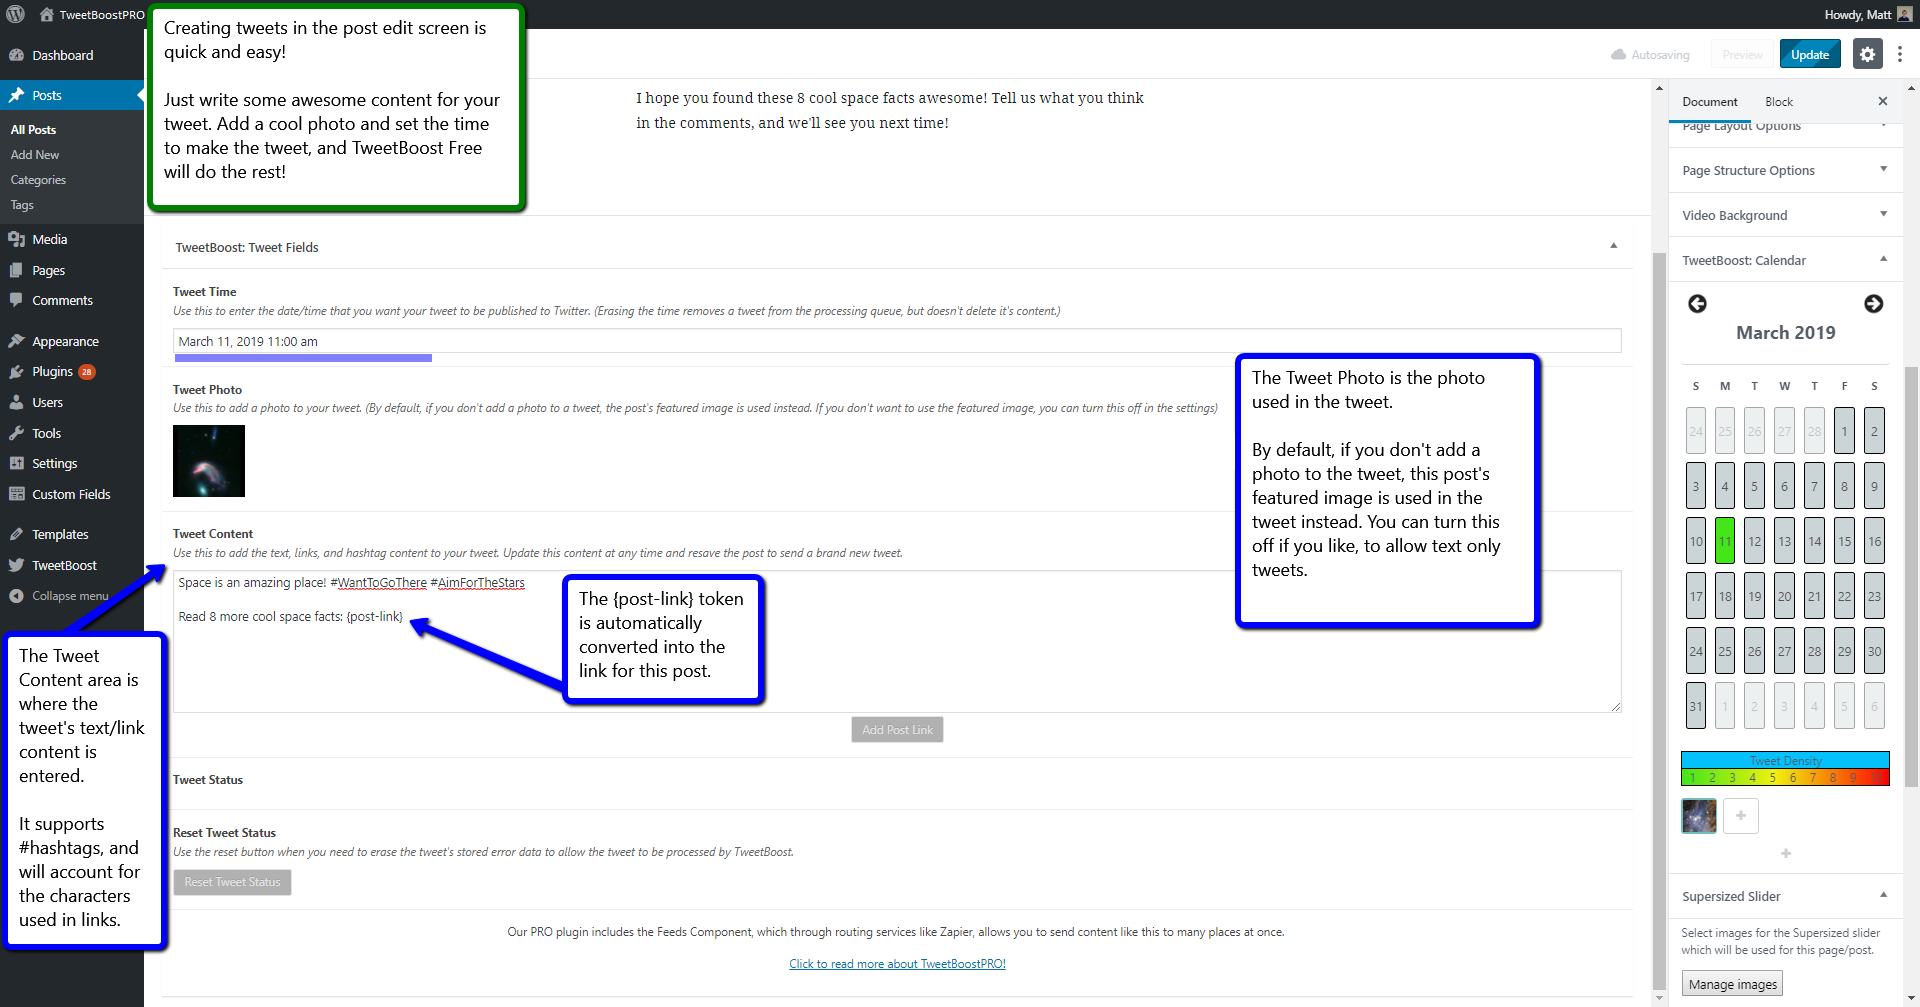 TweetBoostPRO
Howdy, Matt
Creating tweets in the post edit screen is
quick and easy!
Just write some awesome content for your
tweet. Add a cool photo and set the time
to make the tweet, and TweetBoost Free
will do the rest!
Autosaving
Preview
Update
Dashboard
Posts
All Posts
Add New
Categories
Tags
Media
Pages
Comments
Appearance
Plugins 28
Users
Tools
Settings
Custom Fields
Templates
TweetBoost
Collapse menu
The Tweet
Content area is
where the
tweet's text/link
content is
entered.
It supports
#hashtags, and
will account for
the characters
used in links.
I hope you found these 8 cool space facts awesome! Tell us what you think
in the comments, and we'll see you next time!
TweetBoost: Tweet Fields
Tweet Time
Use this to enter the date/time that you want your tweet to be published to Twitter. (Erasing the time removes a tweet from the processing queue, but doesn't delete it's content.)
March 11, 2019 11:00 am
Tweet Photo
Use this to add a photo to your tweet. (By default, if you don't add a photo to a tweet, the post's featured image is used instead. If you don't want to use the featured image, you can turn this off in the settings)
The Tweet Photo is the photo
used in the tweet.
By default, if you don't add a
photo to the tweet, this post's
featured image is used in the
tweet instead. You can turn this
off if you like, to allow text only
tweets.
Tweet Content
Use this to add the text, links, and hashtag content to your tweet. Update this content at any time and resave the post to send a brand new tweet.
Space is an amazing place! #WantToGoThere #AimForTheStars
Read 8 more cool space facts: {post-link}
The {post-link} token
is automatically
converted into the
link for this post.
Add Post Link
Tweet Status
Reset Tweet Status
Use the reset button when you need to erase the tweet's stored error data to allow the tweet to be processed by TweetBoost.
Reset Tweet Status
Our PRO plugin includes the Feeds Component, which through routing services like Zapier, allows you to send content like this to many places at once.
Click to read more about TweetBoostPRO!
Document
Block
Page Layout Options
Page Structure Options
Video Background
TweetBoost: Calendar
March 2019
S M T W T F S
24 25 26 27 28 1 2
3 4 5 6 7 8 9
10 11 12 13 14 15 16
17 18 19 20 21 22 23
24 25 26 27 28 29 30
31 1 2 3 4 5 6
Tweet Density
1 2 3 4 5 6 7 8 9
Supersized Slider
Select images for the Supersized slider
which will be used for this page/post.
Manage images